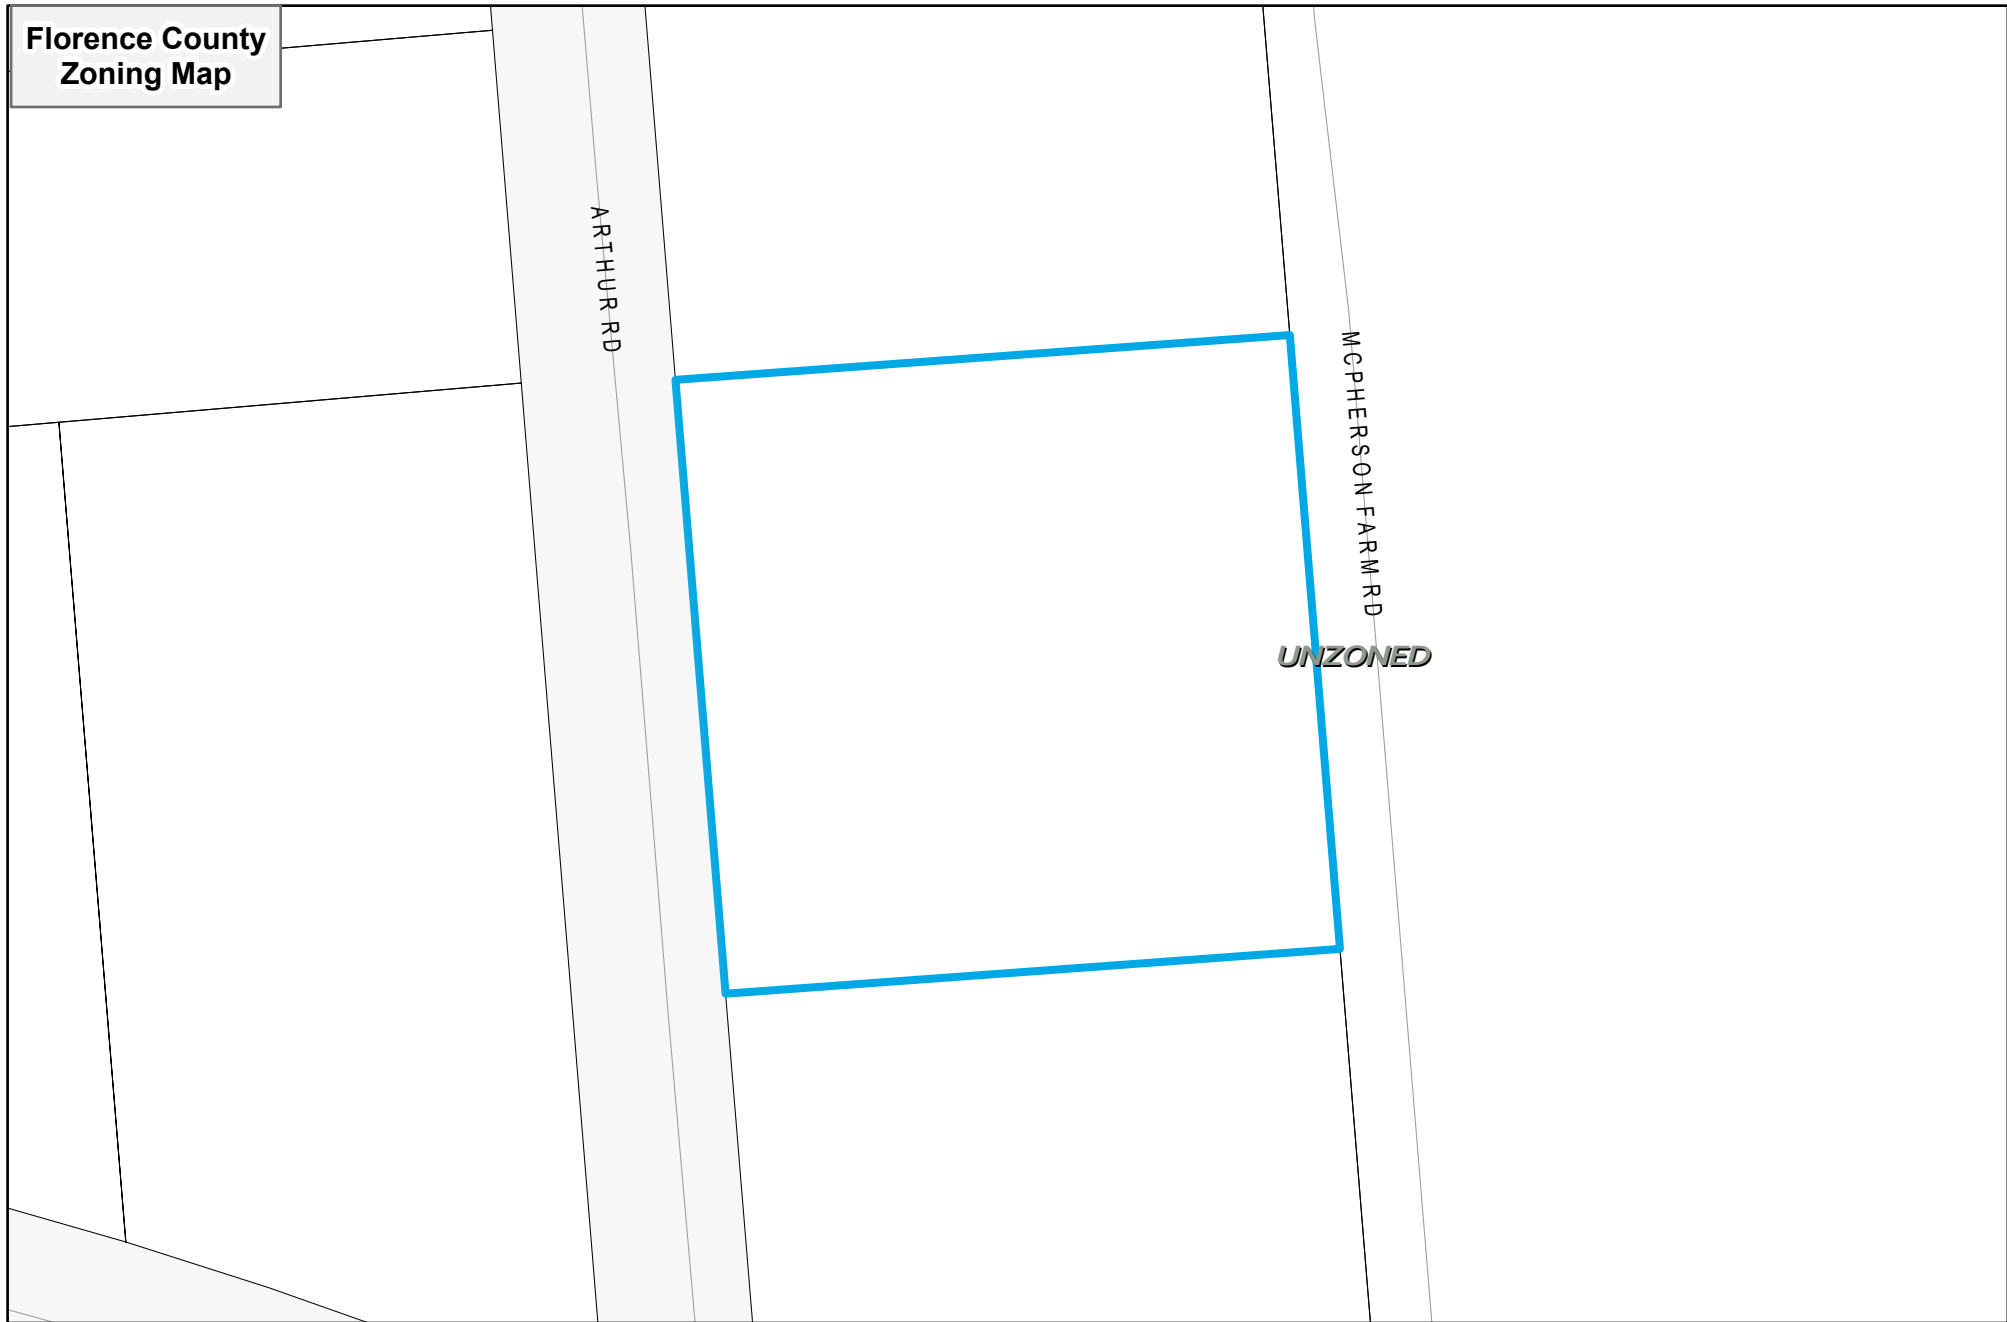 Florence County
Zoning Map
ARTHUR RD
MCPHERSON FARM RD
UNZONED